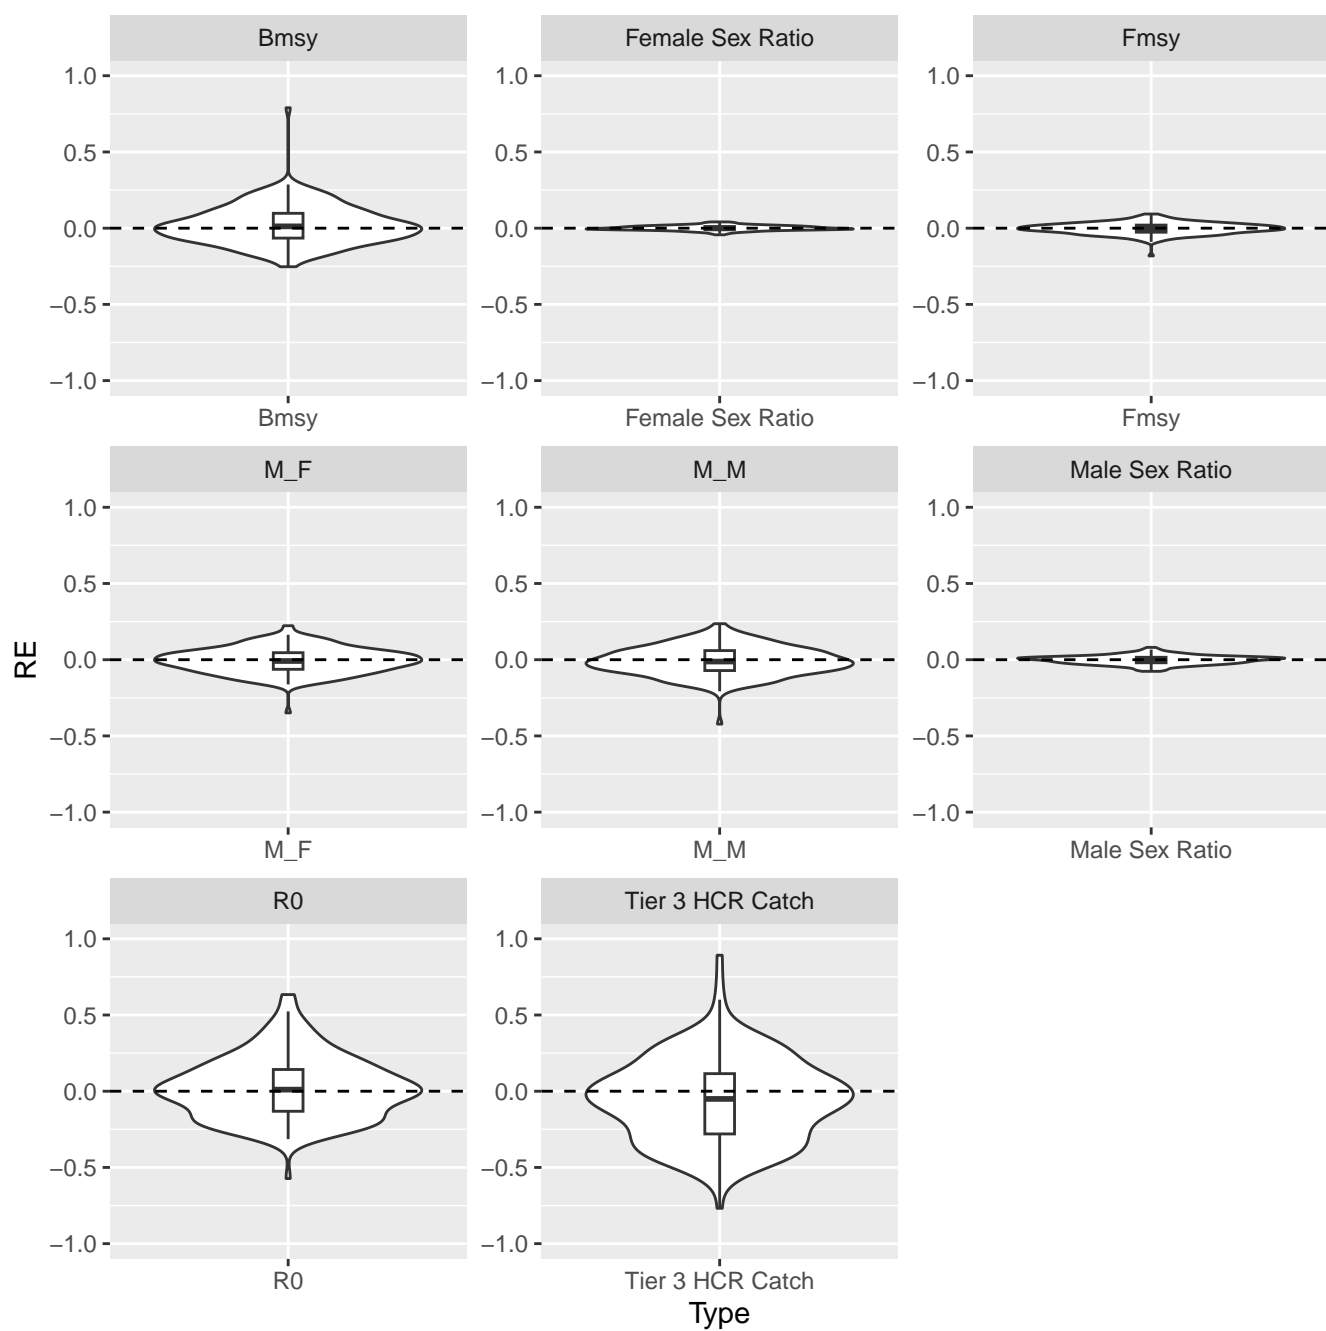 Bmsy Female Sex Ratio Fmsy
1.0 1.0 1.0
0.5 0.5 0.5
0.0 0.0 0.0
−0.5 −0.5 −0.5
−1.0 −1.0 −1.0
Bmsy Female Sex Ratio Fmsy
M_F M_M Male Sex Ratio
1.0 1.0 1.0
0.5 0.5 0.5
RE
0.0 0.0 0.0
−0.5 −0.5 −0.5
−1.0 −1.0 −1.0
M_F M_M Male Sex Ratio
R0 Tier 3 HCR Catch
1.0 1.0
0.5 0.5
0.0 0.0
−0.5 −0.5
−1.0 −1.0
R0 Tier 3 HCR Catch
Type